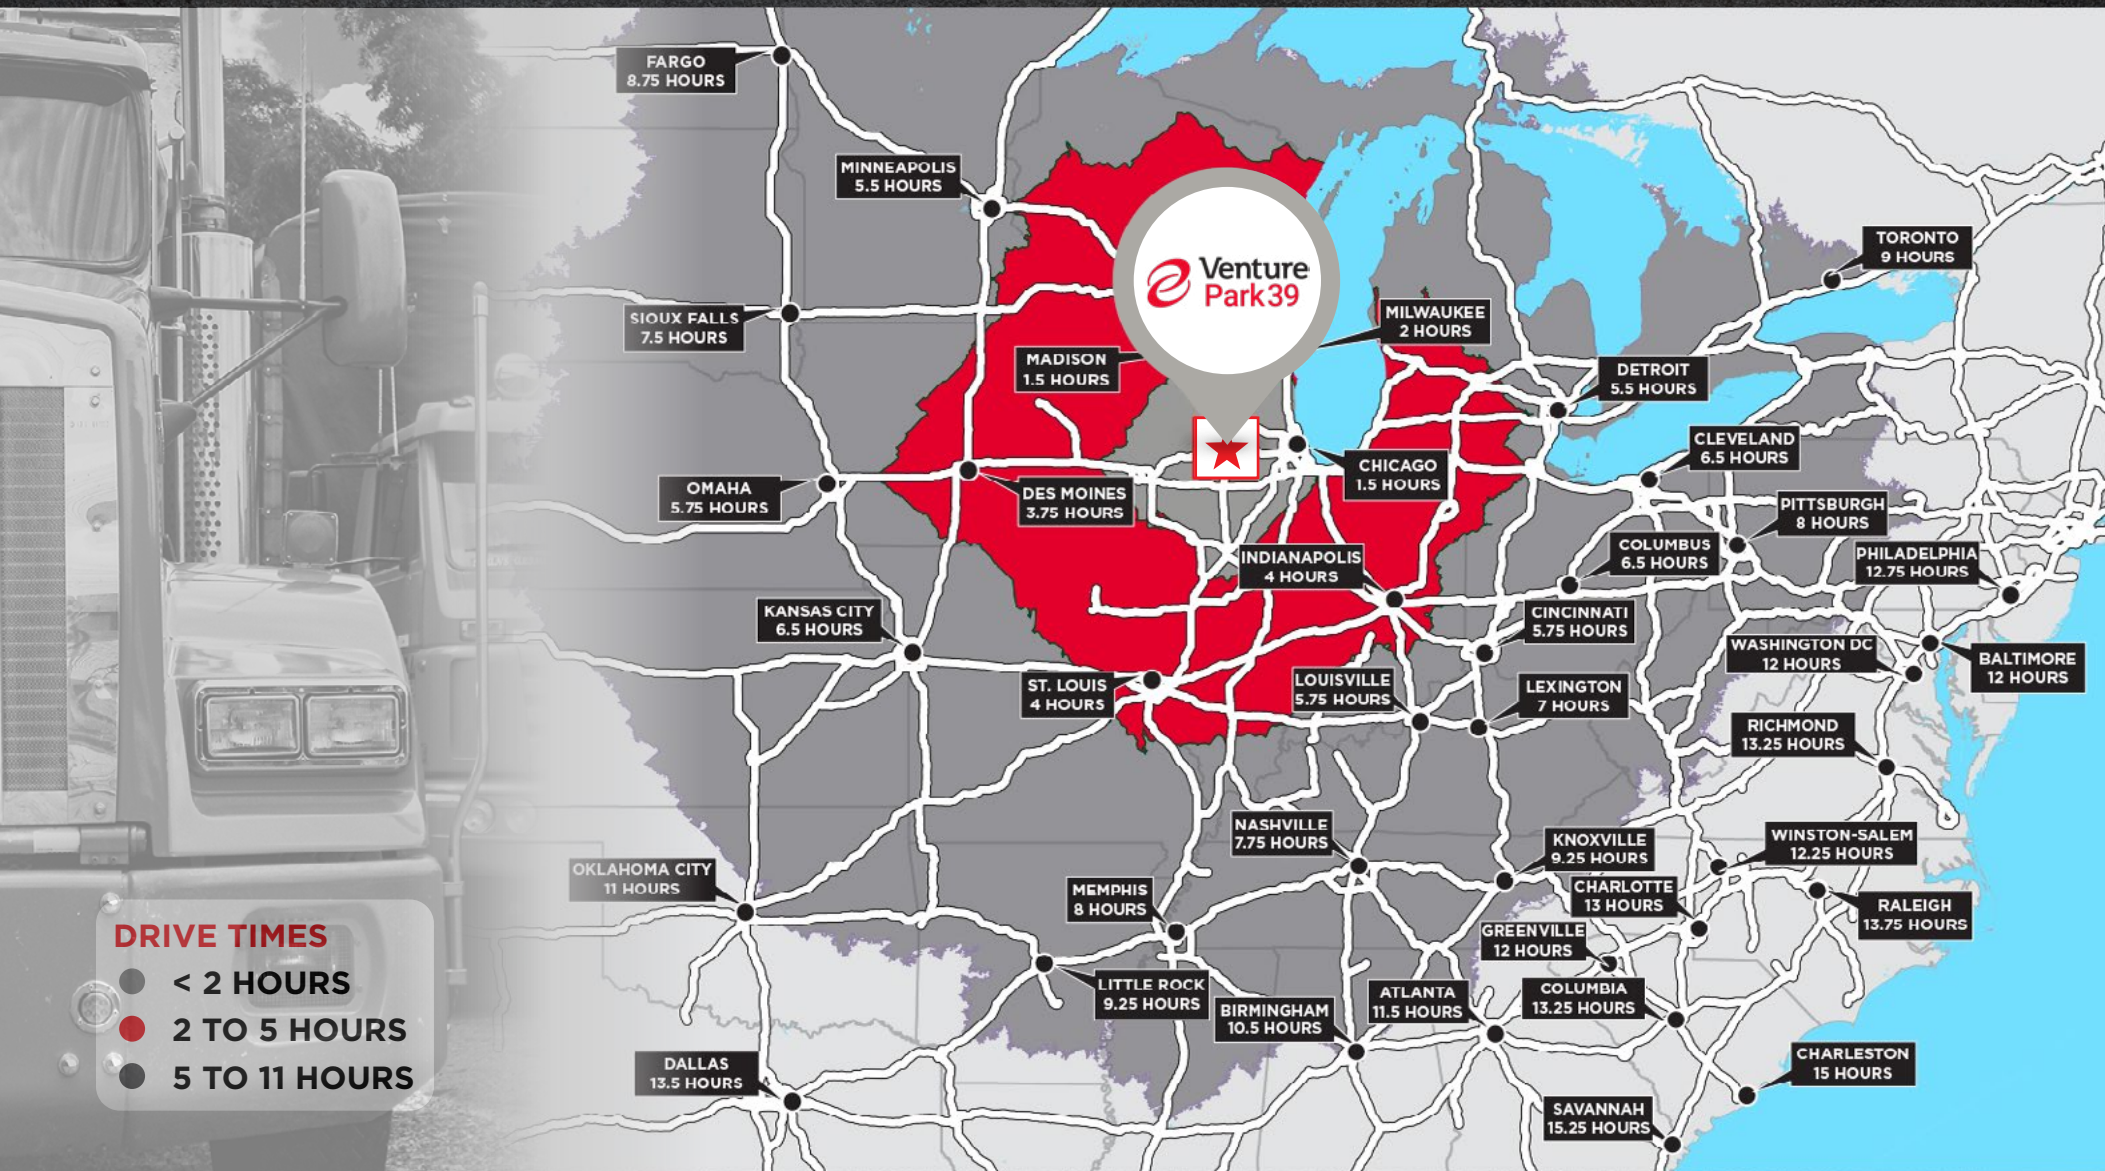 FARGO
8.75 HOURS
MINNEAPOLIS
5.5 HOURS
Venture
Park39
TORONTO
9 HOURS
SIOUX FALLS
7.5 HOURS
MILWAUKEE
2 HOURS
MADISON
1.5 HOURS
DETROIT
5.5 HOURS
CLEVELAND
6.5 HOURS
CHICAGO
1.5 HOURS
OMAHA
5.75 HOURS
DES MOINES
3.75 HOURS
PITTSBURGH
8 HOURS
COLUMBUS
6.5 HOURS
INDIANAPOLIS
4 HOURS
PHILADELPHIA
12.75 HOURS
KANSAS CITY
6.5 HOURS
CINCINNATI
5.75 HOURS
WASHINGTON DC
12 HOURS
BALTIMORE
12 HOURS
ST. LOUIS
4 HOURS
LOUISVILLE
5.75 HOURS
LEXINGTON
7 HOURS
RICHMOND
13.25 HOURS
NASHVILLE
7.75 HOURS
KNOXVILLE
9.25 HOURS
WINSTON-SALEM
12.25 HOURS
OKLAHOMA CITY
11 HOURS
MEMPHIS
8 HOURS
CHARLOTTE
13 HOURS
RALEIGH
13.75 HOURS
GREENVILLE
12 HOURS
LITTLE ROCK
9.25 HOURS
BIRMINGHAM
10.5 HOURS
ATLANTA
11.5 HOURS
COLUMBIA
13.25 HOURS
DALLAS
13.5 HOURS
CHARLESTON
15 HOURS
SAVANNAH
15.25 HOURS
DRIVE TIMES
< 2 HOURS
2 TO 5 HOURS
5 TO 11 HOURS